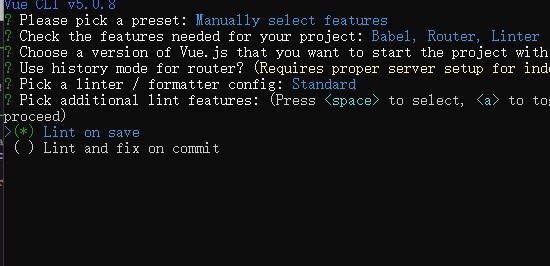 Vue CLI v5.0.8
? Please pick a preset: Manually select features
? Check the features needed for your project: Babel, Router, Linter
? Choose a version of Vue.js that you want to start the project with
? Use history mode for router? (Requires proper server setup for
? Pick a linter / formatter config: Standard
? Pick additional lint features: (Press <space> to select, <a> to
proceed)
>(*) Lint on save
( ) Lint and fix on commit